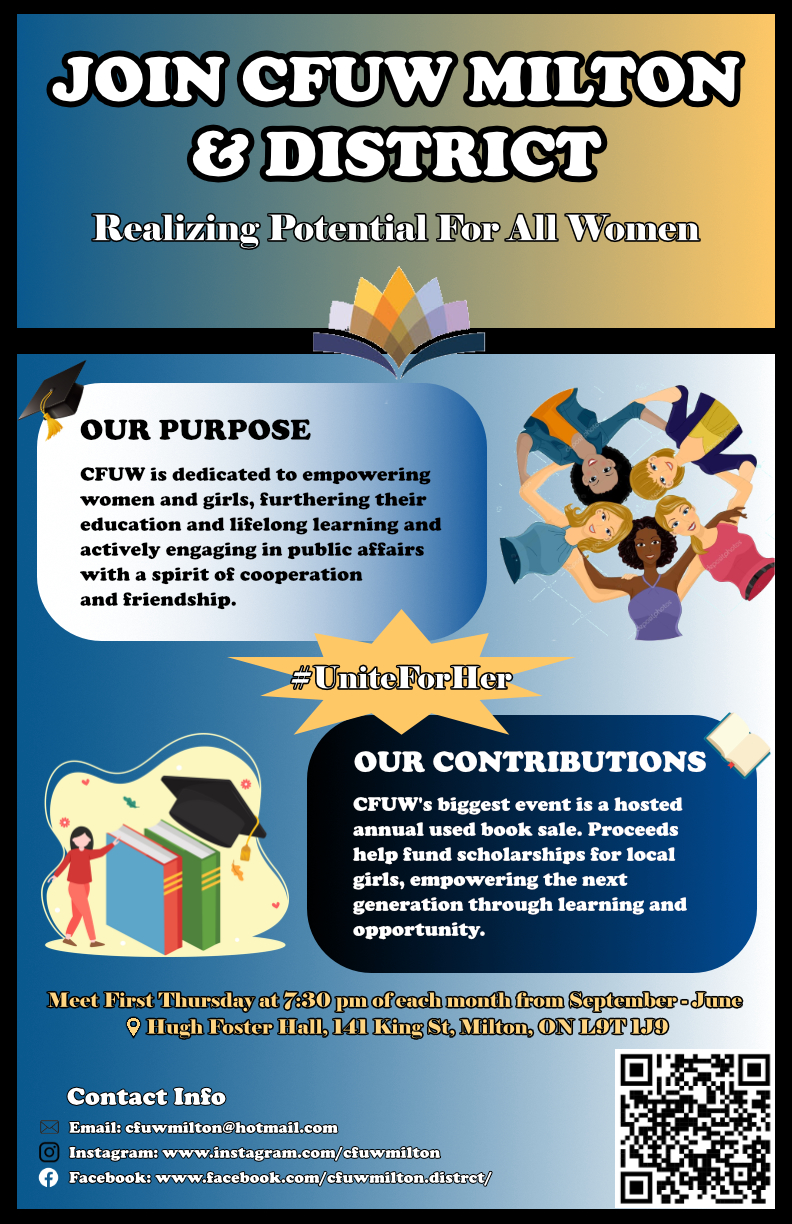 JOIN CFUW MILTON
& DISTRICT
Realizing Potential For All Women
OUR PURPOSE
CFUW is dedicated to empowering
women and girls, furthering their
education and lifelong learning and
actively engaging in public affairs
with a spirit of cooperation
and friendship.
#UniteForHer
OUR CONTRIBUTIONS
CFUW's biggest event is a hosted
annual used book sale. Proceeds
help fund scholarships for local
girls, empowering the next
generation through learning and
opportunity.
Meet First Thursday at 7:30 pm of each month from September - June
Hugh Foster Hall, 141 King St, Milton, ON L9T 1J9
Contact Info
Email: cfuwmilton@hotmail.com
Instagram: www.instagram.com/cfuwmilton
Facebook: www.facebook.com/cfuwmilton.distrct/